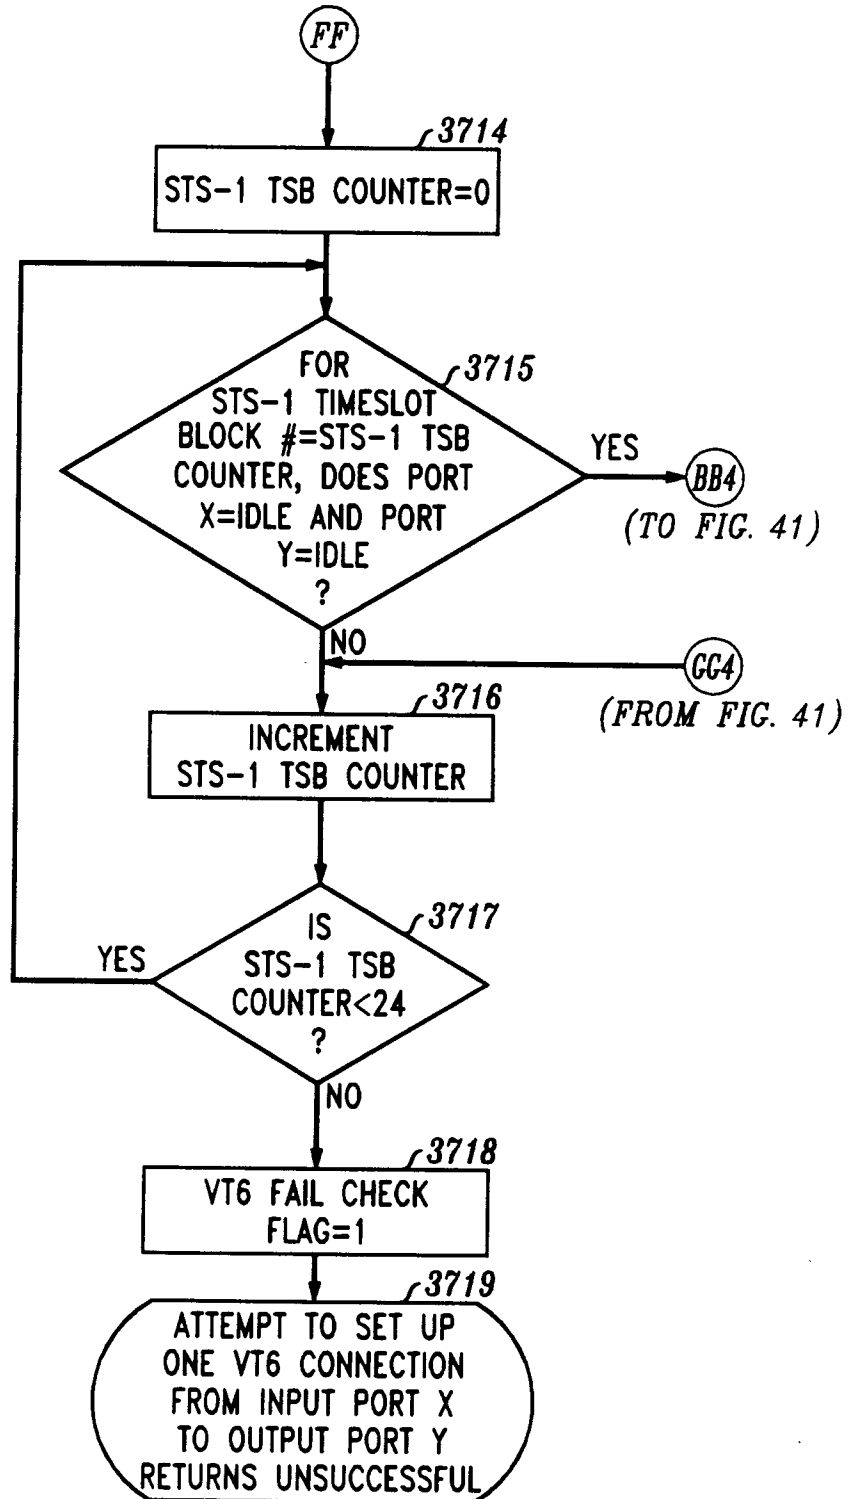 FF
3714
STS-1 TSB COUNTER=0
3715
FOR
STS-1 TIMESLOT
BLOCK #=STS-1 TSB
COUNTER, DOES PORT
X=IDLE AND PORT
Y=IDLE
?
YES
BB4
(TO FIG. 41)
NO
GG4
(FROM FIG. 41)
3716
INCREMENT
STS-1 TSB COUNTER
3717
IS
STS-1 TSB
COUNTER<24
?
YES
NO
3718
VT6 FAIL CHECK
FLAG=1
3719
ATTEMPT TO SET UP
ONE VT6 CONNECTION
FROM INPUT PORT X
TO OUTPUT PORT Y
RETURNS UNSUCCESSFUL